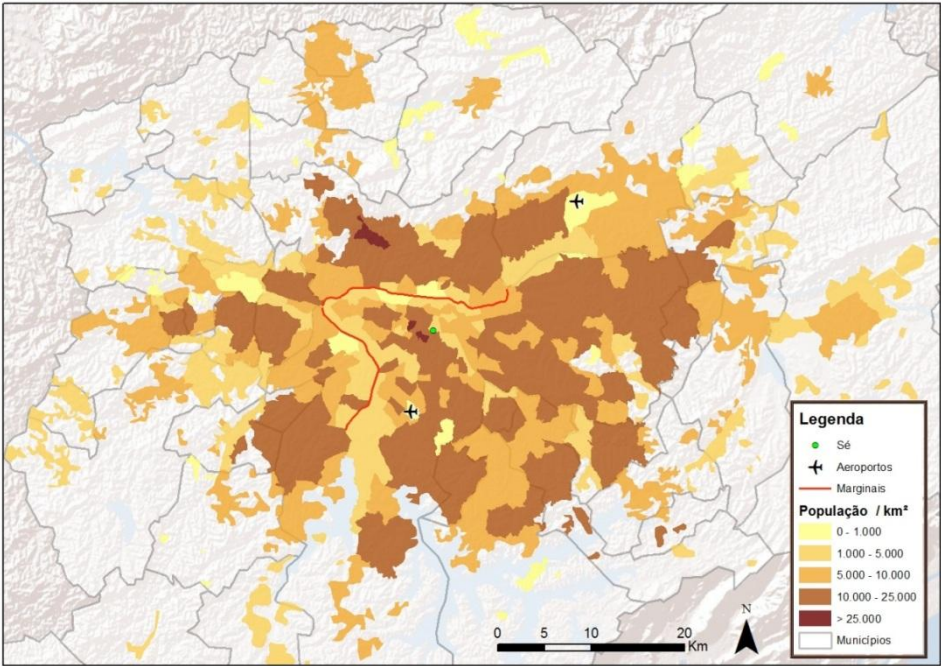 Legenda
Sé
Aeroportos
Marginais
População / km²
0 - 1.000
1.000 - 5.000
5.000 - 10.000
10.000 - 25.000
> 25.000
Municípios
N
0 5 10 20
Km